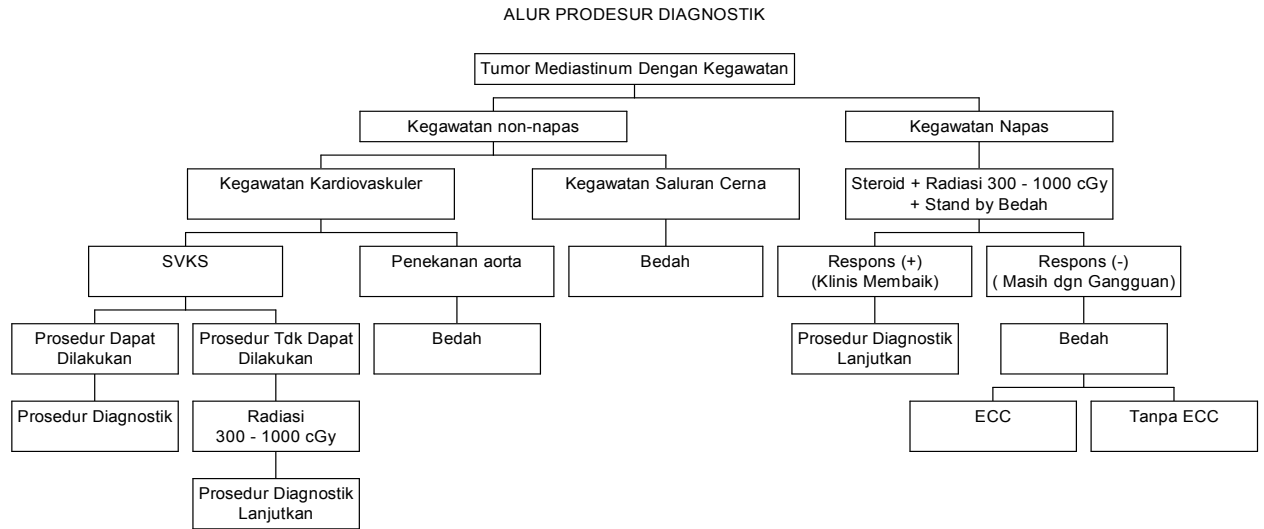 ALUR PRODESUR DIAGNOSTIK
Tumor Mediastinum Dengan Kegawatan
Kegawatan non-napas
Kegawatan Napas
Kegawatan Kardiovaskuler
Kegawatan Saluran Cerna
Steroid + Radiasi 300 - 1000 cGy
+ Stand by Bedah
SVKS
Penekanan aorta
Bedah
Respons (+)
(Klinis Membaik)
Respons (-)
( Masih dgn Gangguan)
Prosedur Dapat
Dilakukan
Prosedur Tdk Dapat
Dilakukan
Bedah
Prosedur Diagnostik
Lanjutkan
Bedah
Prosedur Diagnostik
Radiasi
300 - 1000 cGy
ECC
Tanpa ECC
Prosedur Diagnostik
Lanjutkan